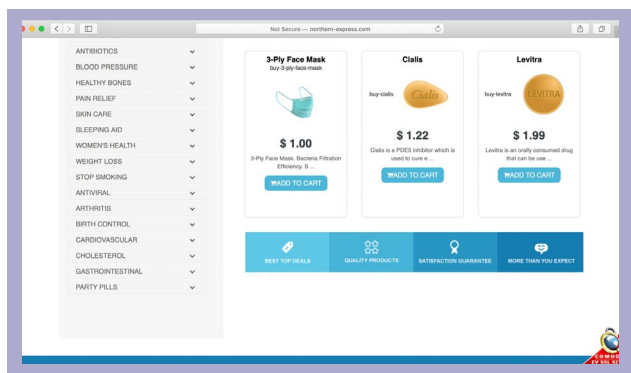 Not Secure — northern-express.com
ANTIBIOTICS
BLOOD PRESSURE
HEALTHY BONES
PAIN RELIEF
SKIN CARE
SLEEPING AID
WOMEN'S HEALTH
WEIGHT LOSS
STOP SMOKING
ANTIVIRAL
ARTHRITIS
BIRTH CONTROL
CARDIOVASCULAR
CHOLESTEROL
GASTROINTESTINAL
PARTY PILLS
3-Ply Face Mask
buy-3-ply-face-mask
$ 1.00
3-Ply Face Mask. Bacteria Filtration
Efficiency. S ...
ADD TO CART
Cialis
buy-cialis
Cialis
$ 1.22
Cialis is a PDE5 inhibitor which is
used to cure e ...
ADD TO CART
Levitra
buy-levitra
LEVITRA
$ 1.99
Levitra is an orally consumed drug
that can be use ...
ADD TO CART
BEST TOP DEALS
QUALITY PRODUCTS
SATISFACTION GUARANTEE
MORE THAN YOU EXPECT